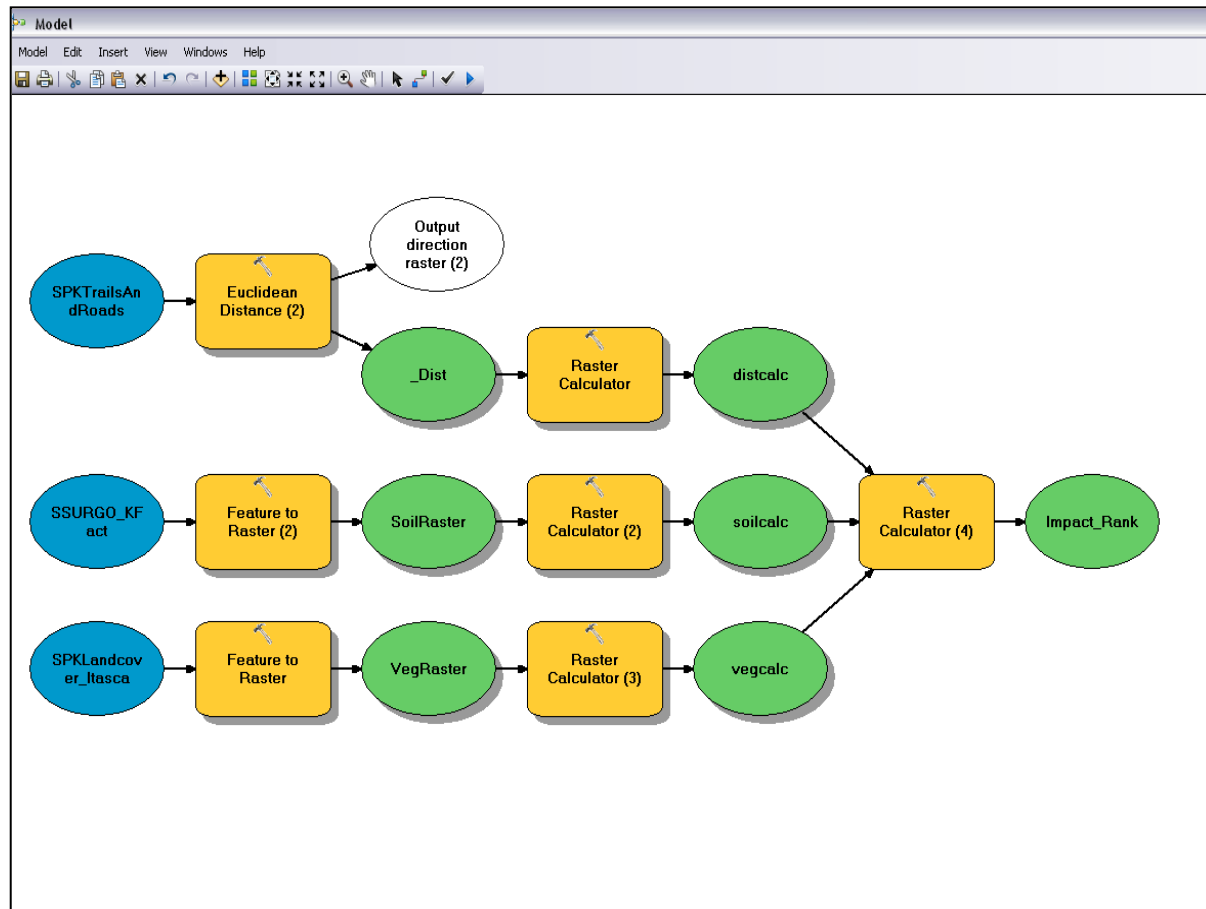 Model
Model Edit Insert View Windows Help
Output
direction
raster (2)
SPKTrailsAn
dRoads
Euclidean
Distance (2)
_Dist
Raster
Calculator
distcalc
SSURGO_KF
act
Feature to
Raster (2)
SoilRaster
Raster
Calculator (2)
soilcalc
Raster
Calculator (4)
Impact_Rank
SPKLandcov
er_Itasca
Feature to
Raster
VegRaster
Raster
Calculator (3)
vegcalc